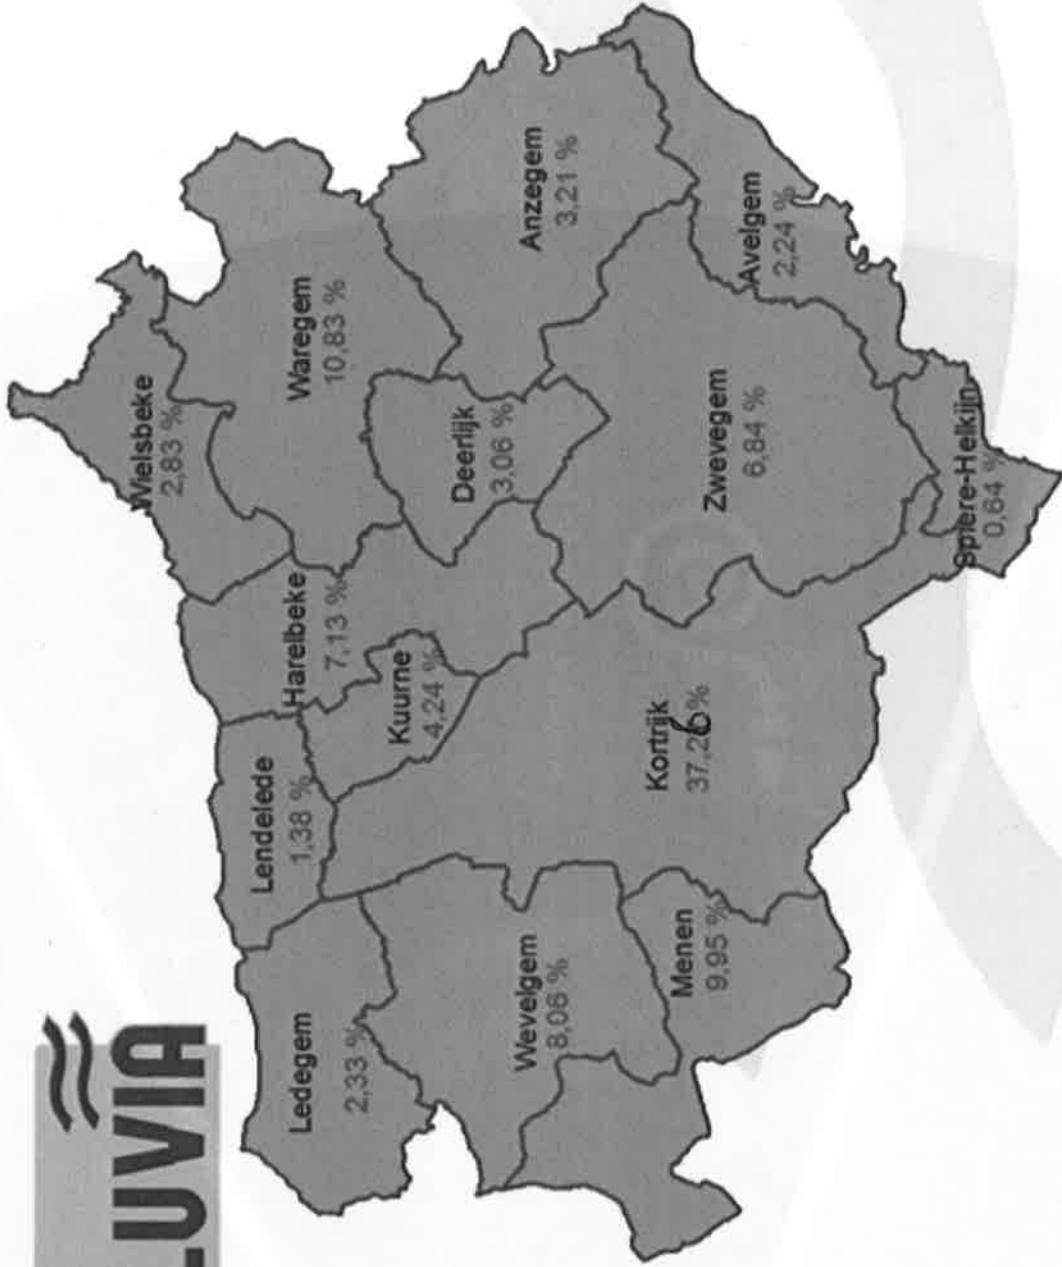 LUVIA
Wielsbeke
2,83 %
Waregem
10,83 %
Anzegem
3,21 %
Harelbeke
7,13 %
Deerlijk
3,06 %
Lendelede
1,38 %
Kuurne
4,24 %
Ledegem
2,33 %
Wevelgem
8,06 %
Zwevegem
6,84 %
Avelgem
2,24 %
Kortrijk
37,26%
Menen
9,95 %
Spiere-Helkijn
0,64 %